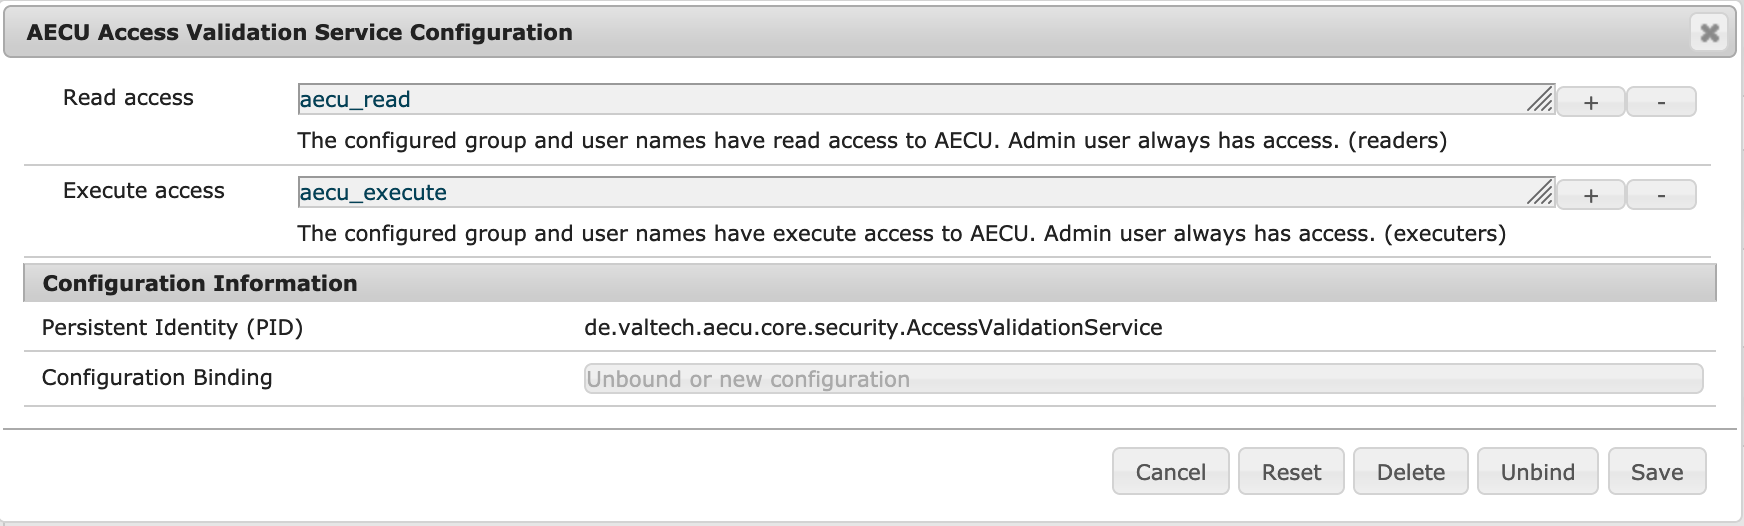 AECU Access Validation Service Configuration
Read access
aecu_read
+ -
The configured group and user names have read access to AECU. Admin user always has access. (readers)
Execute access
aecu_execute
+ -
The configured group and user names have execute access to AECU. Admin user always has access. (executers)
Configuration Information
Persistent Identity (PID)
de.valtech.aecu.core.security.AccessValidationService
Configuration Binding
Unbound or new configuration
Cancel Reset Delete Unbind Save